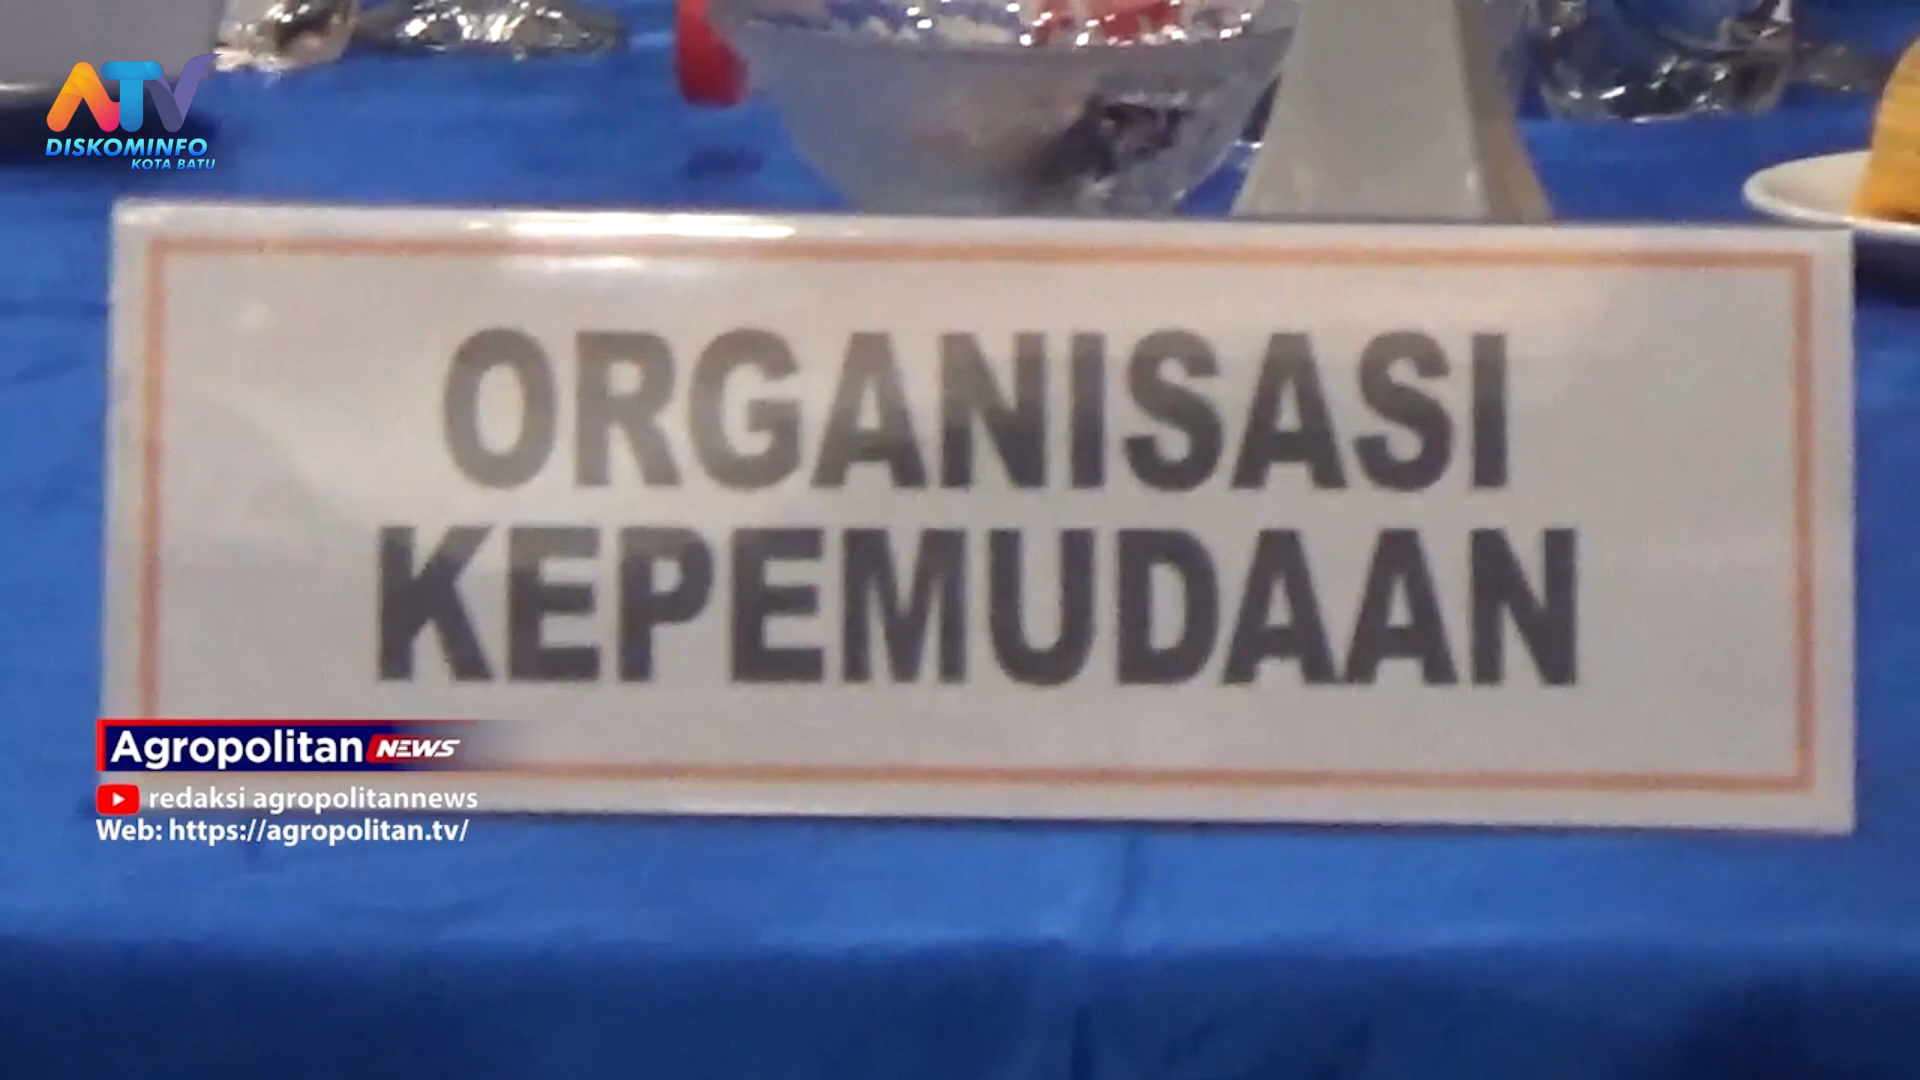 ATV
DISKOMINFO
KOTA BATU
ORGANISASI
KEPEMUDAAN
Agropolitan NEWS
redaksi agropolitannews
Web: https://agropolitan.tv/